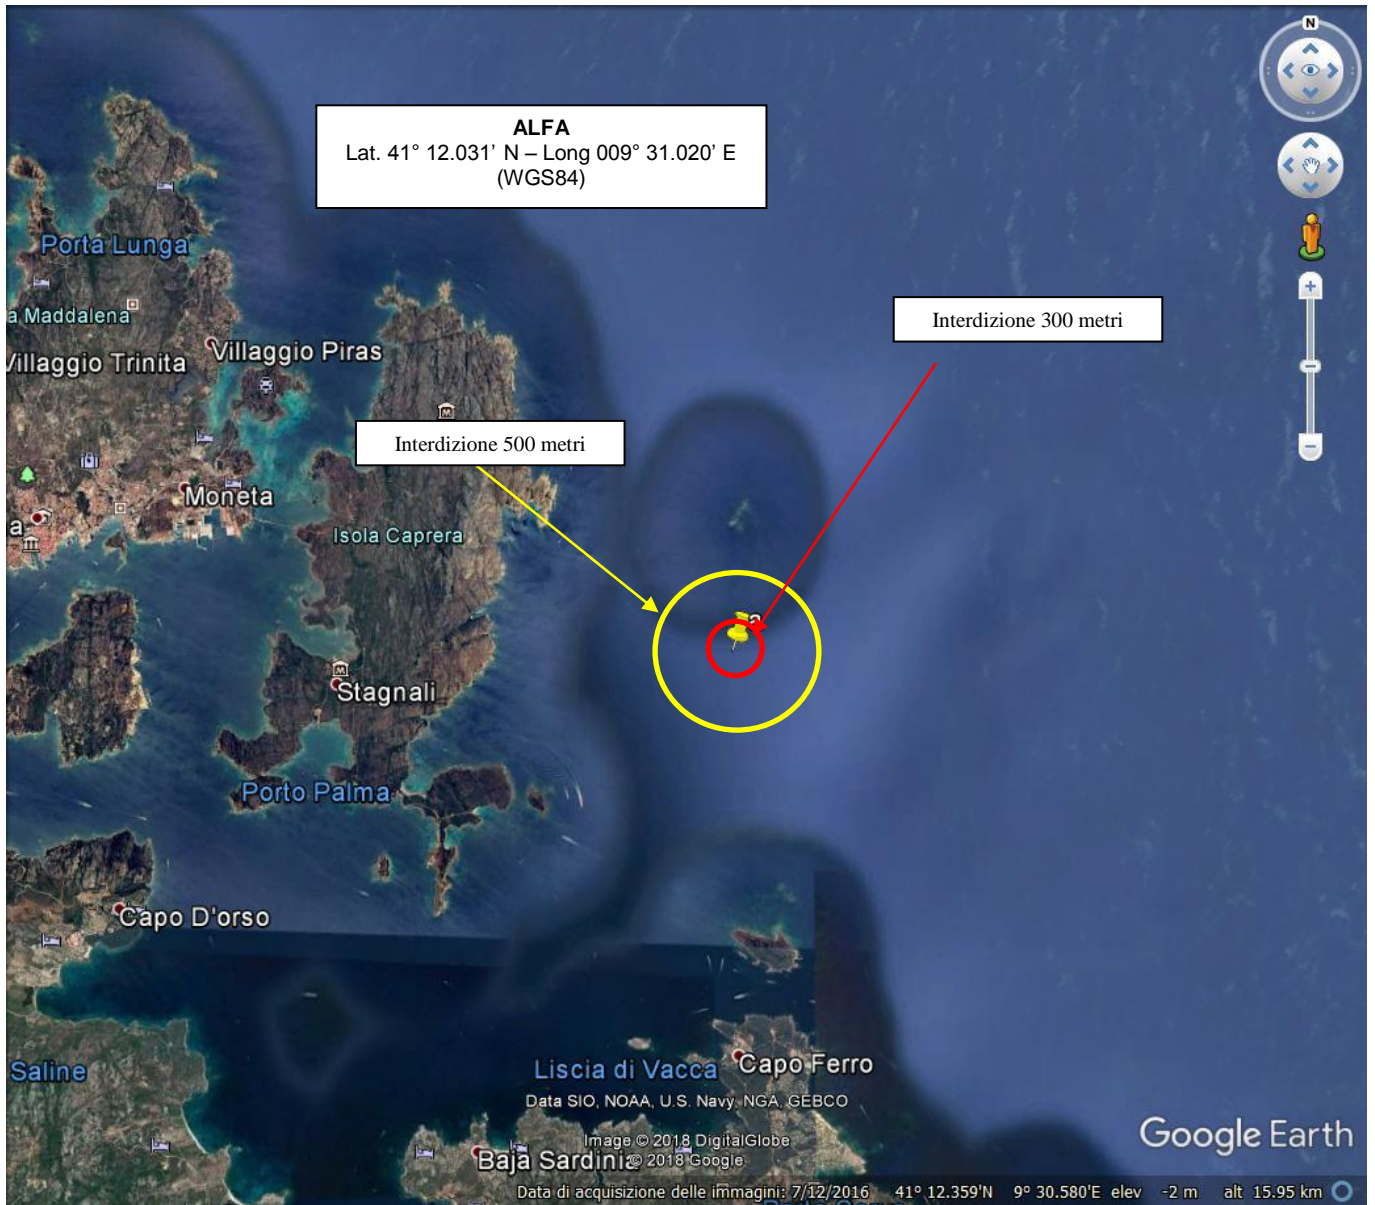 N
ALFA
Lat. 41° 12.031’ N – Long 009° 31.020’ E
(WGS84)
Porta Lunga
a Maddalena
Villaggio Trinita
Villaggio Piras
Interdizione 300 metri
Interdizione 500 metri
Moneta
a
Isola Caprera
a
Stagnali
Porto Palma
Capo D'orso
Saline
Liscia di Vacca
Capo Ferro
Data SIO, NOAA, U.S. Navy, NGA, GEBCO
Image © 2018 DigitalGlobe
Baja Sardinia
© 2018 Google
Google Earth
Data di acquisizione delle immagini: 7/12/2016 41° 12.359'N 9° 30.580'E elev -2 m alt 15.95 km